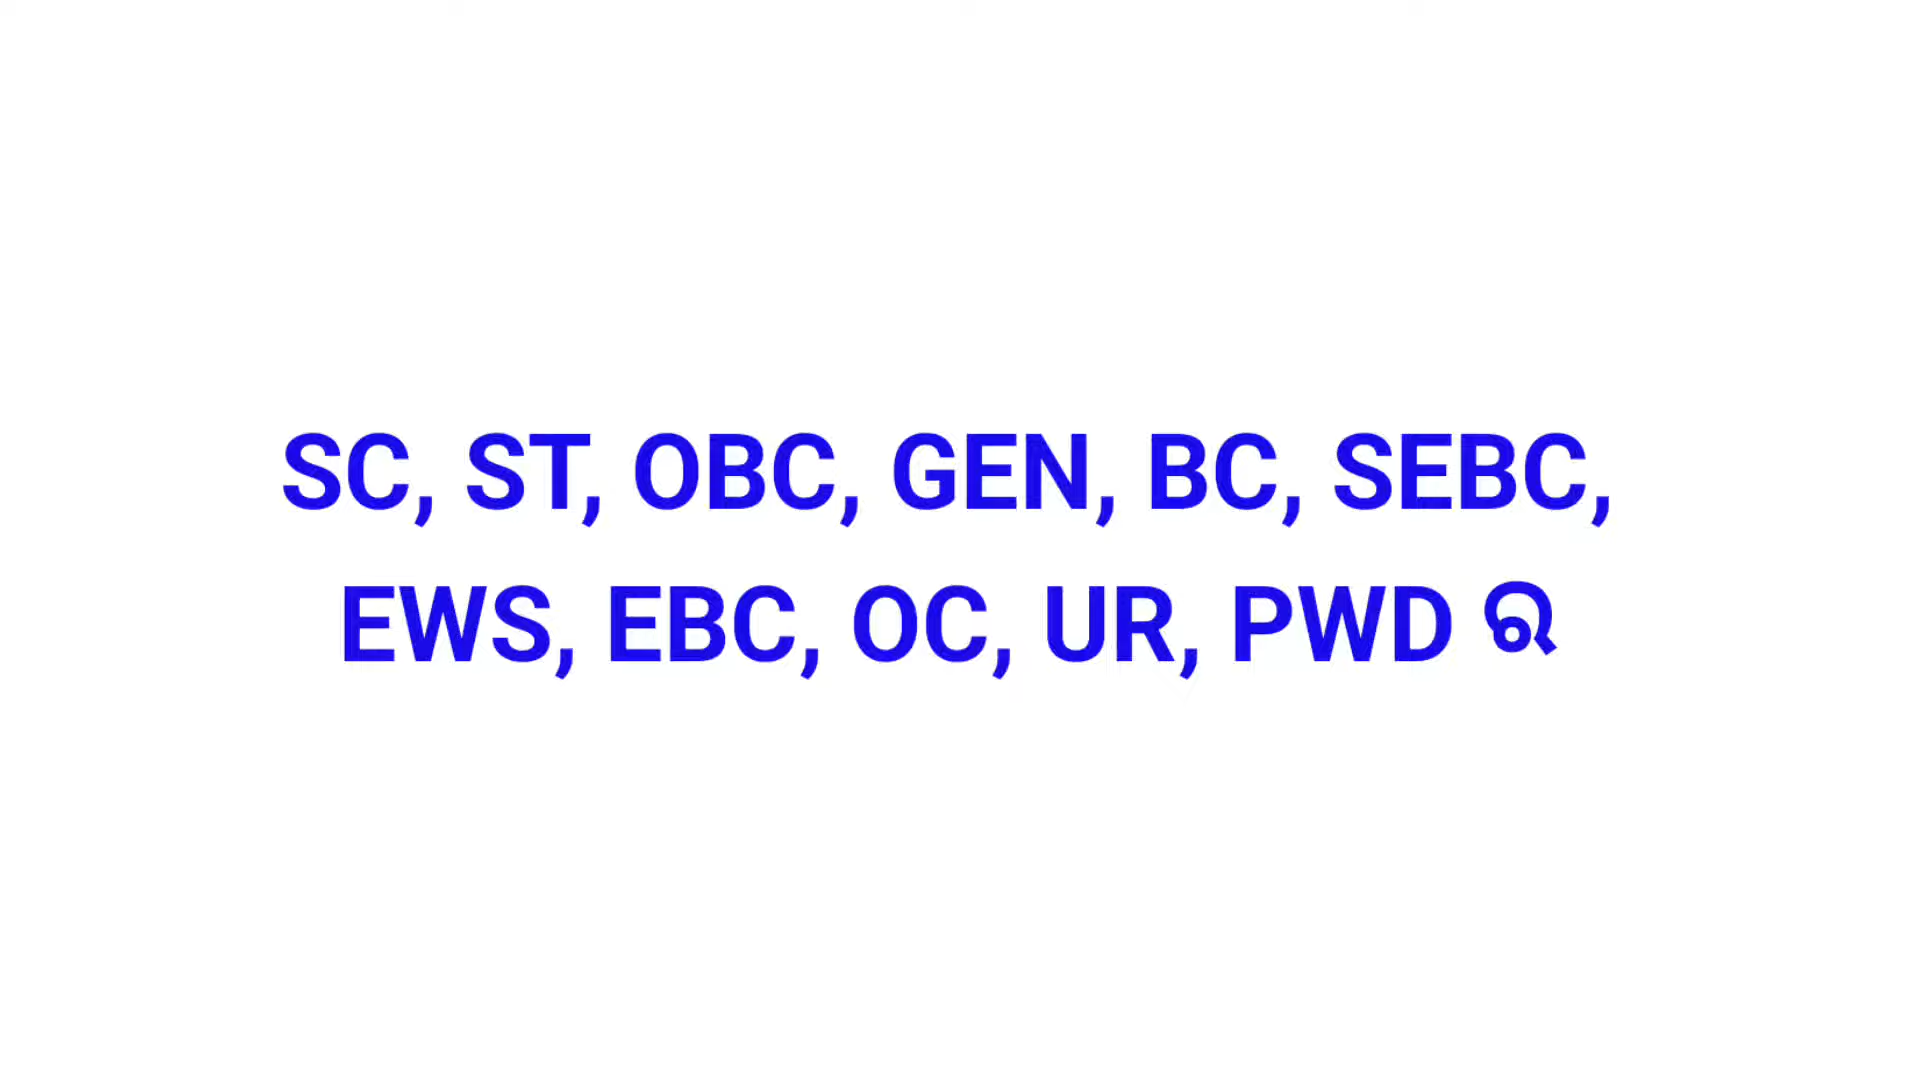 SC, ST, OBC, GEN, BC, SEBC,
EWS, EBC, OC, UR, PWD ର